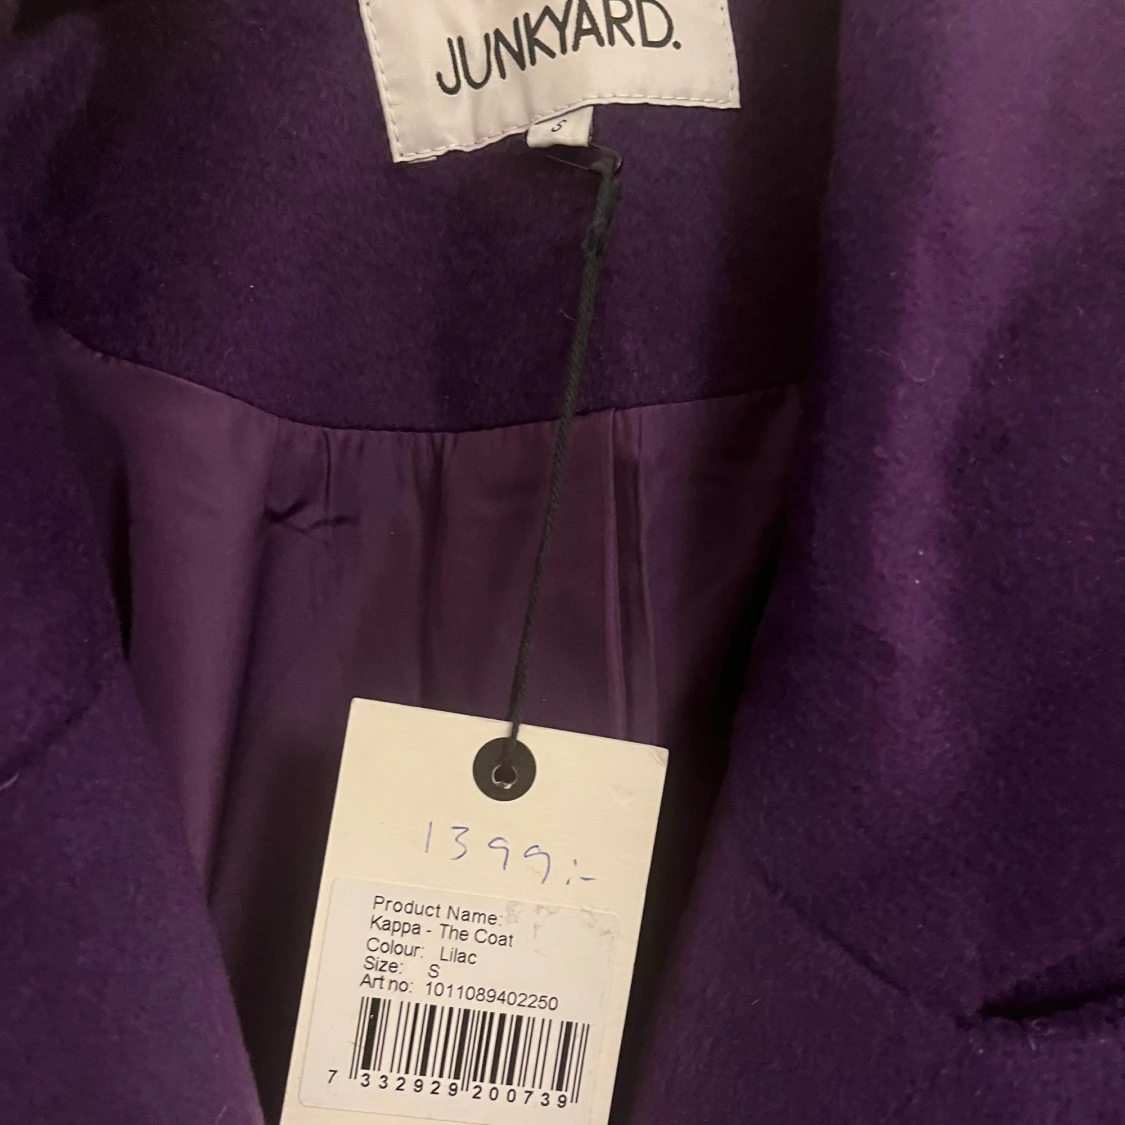 JUNKYARD.
S
1399:-
Product Name:
Kappa - The Coat
Colour: Lilac
Size: S
Art no: 1011089402250
7 332929 200739